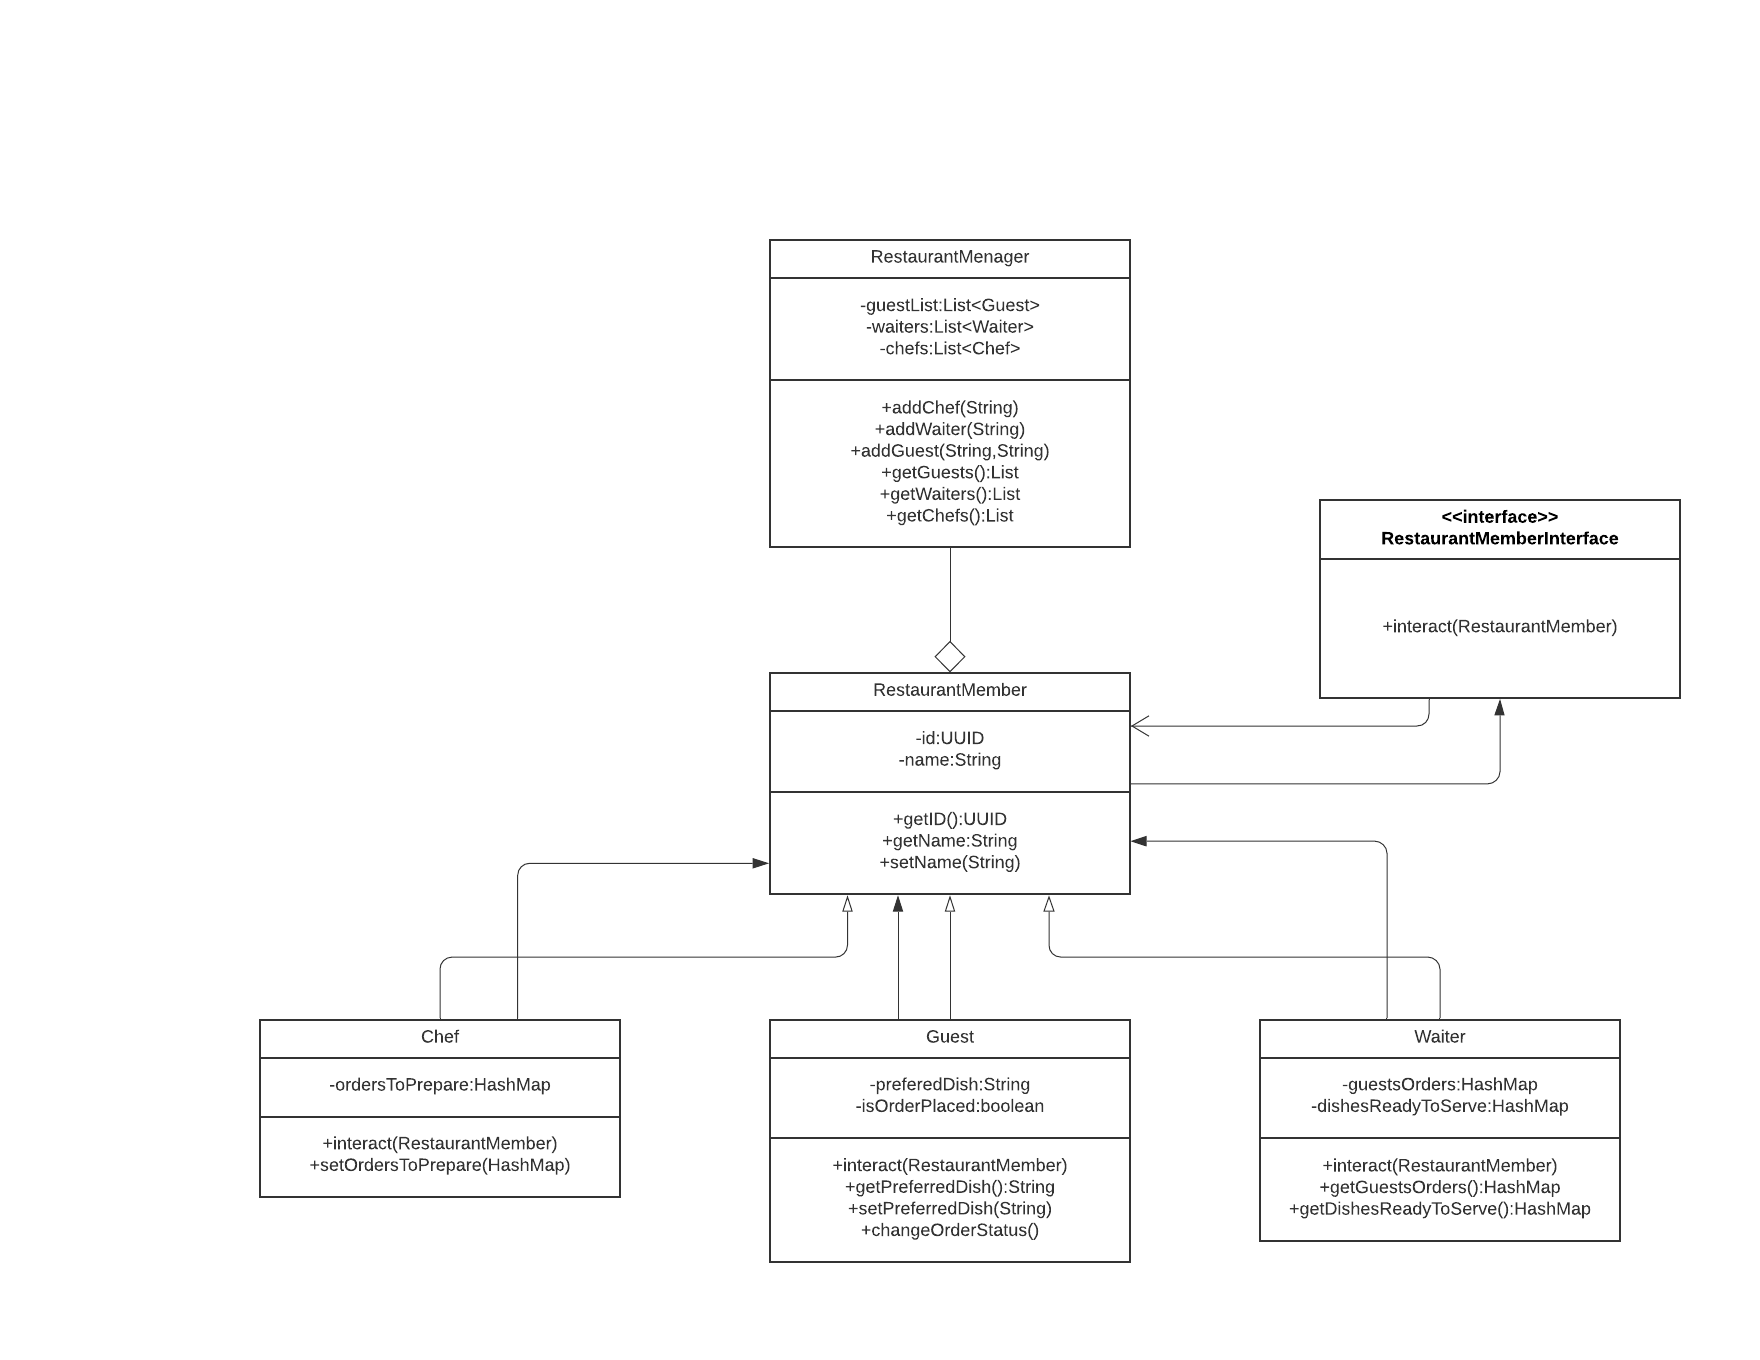 RestaurantMenager
-guestList:List<Guest>
-waiters:List<Waiter>
-chefs:List<Chef>
+addChef(String)
+addWaiter(String)
+addGuest(String,String)
+getGuests():List
+getWaiters():List
+getChefs():List
<<interface>>
RestaurantMemberInterface
+interact(RestaurantMember)
RestaurantMember
-id:UUID
-name:String
+getID():UUID
+getName:String
+setName(String)
Chef
-ordersToPrepare:HashMap
+interact(RestaurantMember)
+setOrdersToPrepare(HashMap)
Guest
-preferedDish:String
-isOrderPlaced:boolean
+interact(RestaurantMember)
+getPreferredDish():String
+setPreferredDish(String)
+changeOrderStatus()
Waiter
-guestsOrders:HashMap
-dishesReadyToServe:HashMap
+interact(RestaurantMember)
+getGuestsOrders():HashMap
+getDishesReadyToServe():HashMap